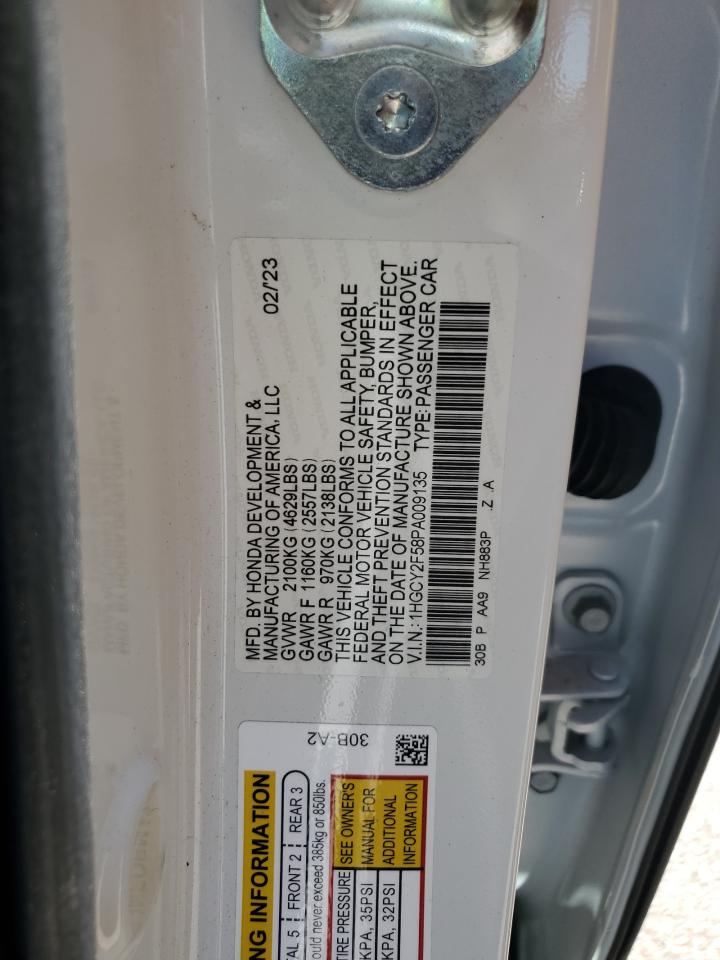 MFD. BY HONDA DEVELOPMENT &
MANUFACTURING OF AMERICA, LLC 02/'23
GVWR 2100KG (4629LBS)
GAWR F 1160KG (2557LBS)
GAWR R 970KG (2138LBS)
THIS VEHICLE CONFORMS TO ALL APPLICABLE
FEDERAL MOTOR VEHICLE SAFETY, BUMPER,
AND THEFT PREVENTION STANDARDS IN EFFECT
ON THE DATE OF MANUFACTURE SHOWN ABOVE.
V.I.N.: 1HGCY2F58PA009135 TYPE: PASSENGER CAR
30B P AA9 NH883P .Z .A
NG INFORMATION
TAL 5 FRONT 2 REAR 3
ould never exceed 385kg or 850lbs.
TIRE PRESSURE SEE OWNER'S
KPA, 35PSI MANUAL FOR
KPA, 32PSI ADDITIONAL
INFORMATION
30B-A2